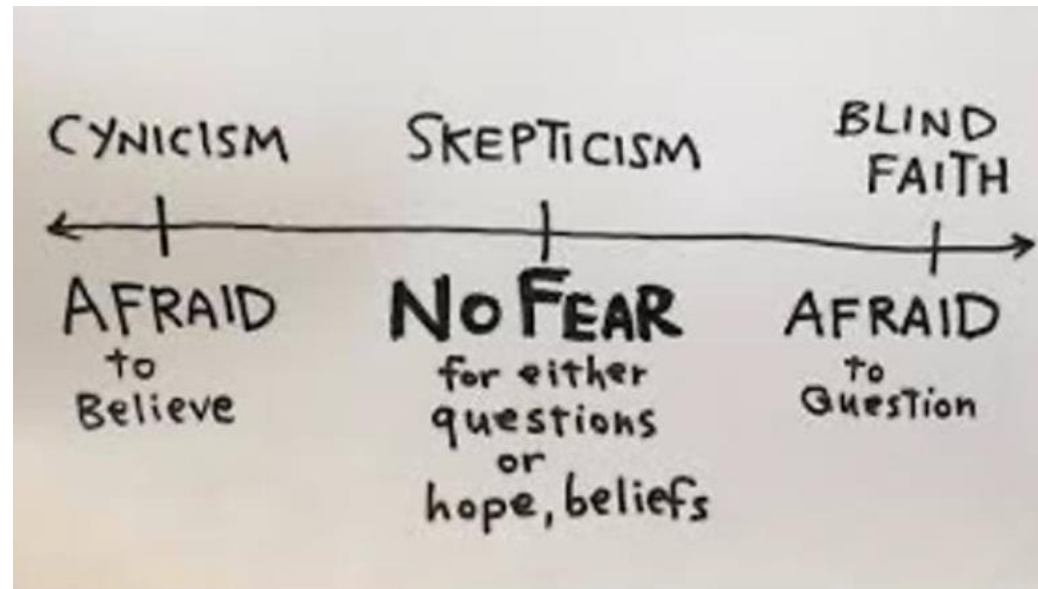 CYNICISM
SKEPTICISM
BLIND
FAITH
AFRAID
to
Believe
NO FEAR
for either
questions
or
hope, beliefs
AFRAID
to
Question